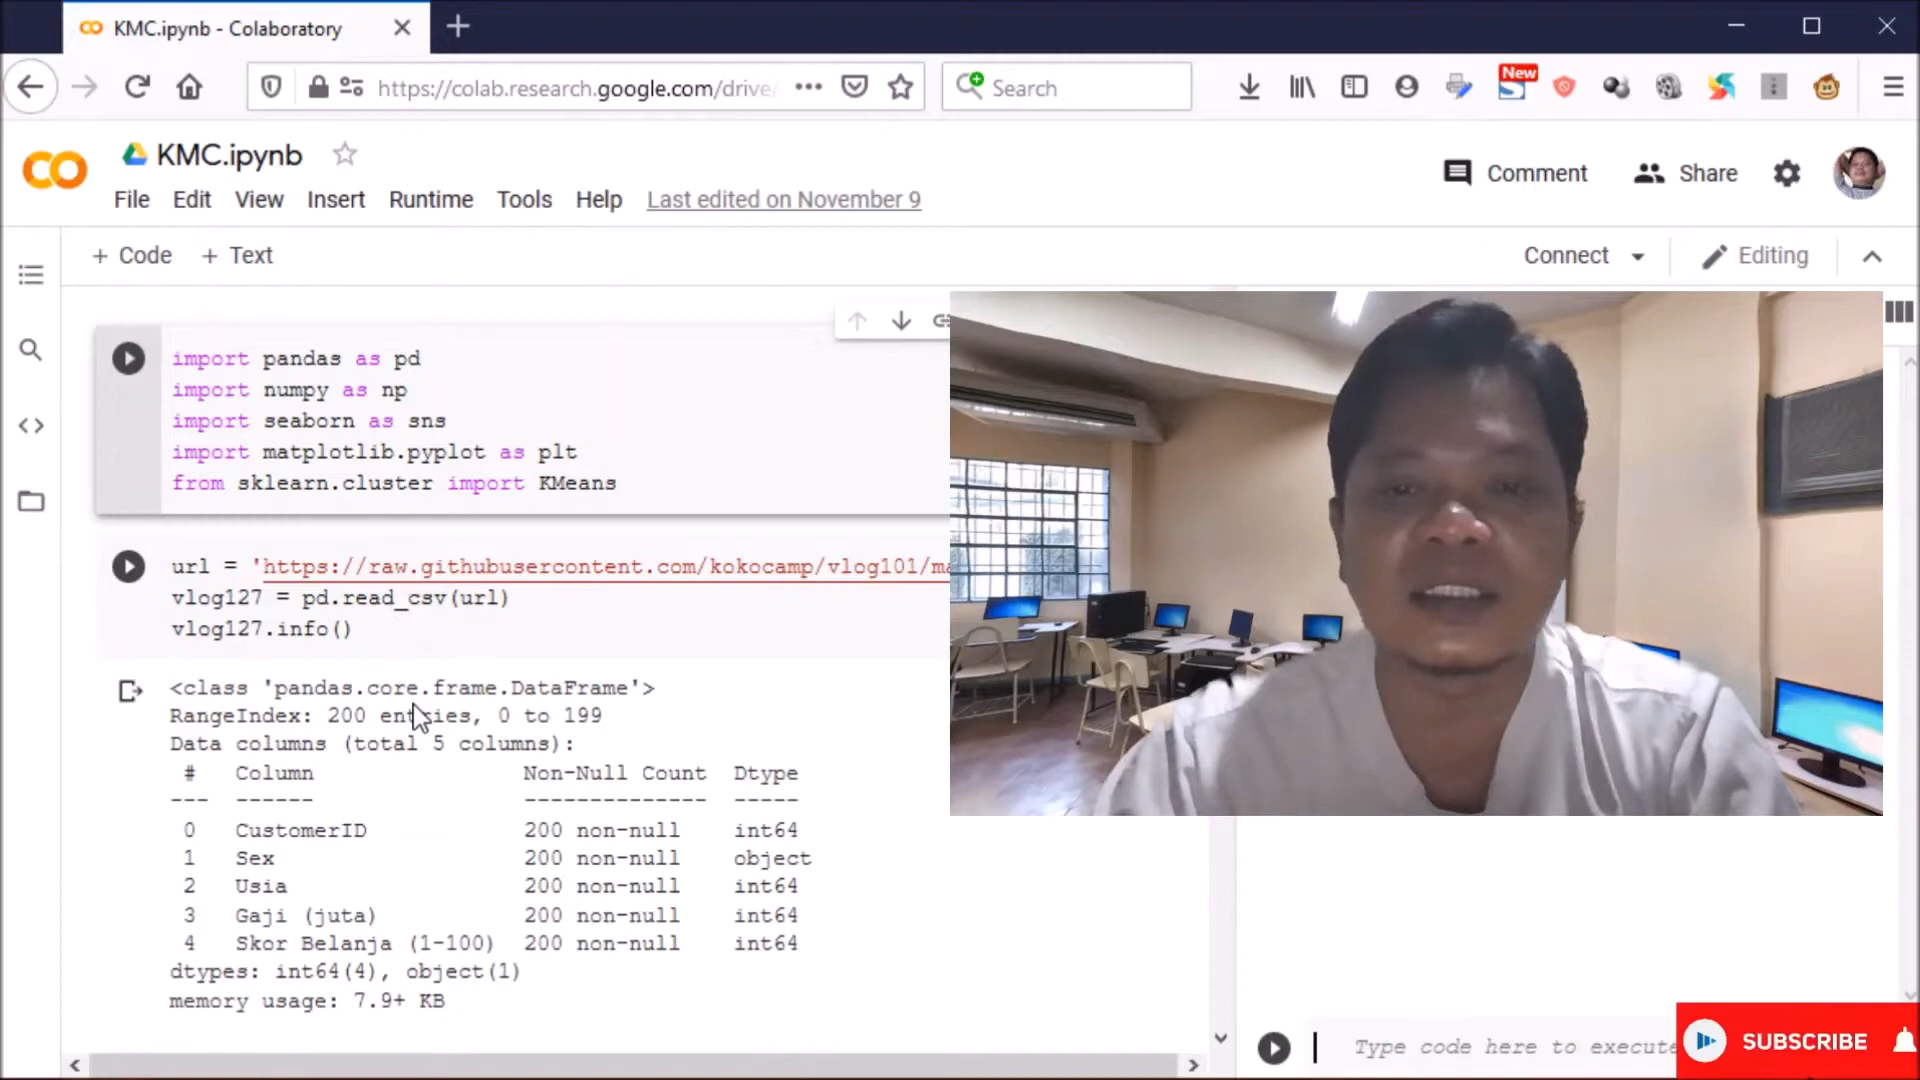 KMC.ipynb - Colaboratory
https://colab.research.google.com/drive/
Search
New
KMC.ipynb
Comment
Share
File Edit View Insert Runtime Tools Help Last edited on November 9
+ Code + Text
Connect
Editing
import pandas as pd
import numpy as np
import seaborn as sns
import matplotlib.pyplot as plt
from sklearn.cluster import KMeans
url = 'https://raw.githubusercontent.com/kokocamp/vlog101/ma
vlog127 = pd.read_csv(url)
vlog127.info()
<class 'pandas.core.frame.DataFrame'>
RangeIndex: 200 entries, 0 to 199
Data columns (total 5 columns):
# Column Non-Null Count Dtype
--- ------ -------------- -----
0 CustomerID 200 non-null int64
1 Sex 200 non-null object
2 Usia 200 non-null int64
3 Gaji (juta) 200 non-null int64
4 Skor Belanja (1-100) 200 non-null int64
dtypes: int64(4), object(1)
memory usage: 7.9+ KB
Type code here to execute
SUBSCRIBE